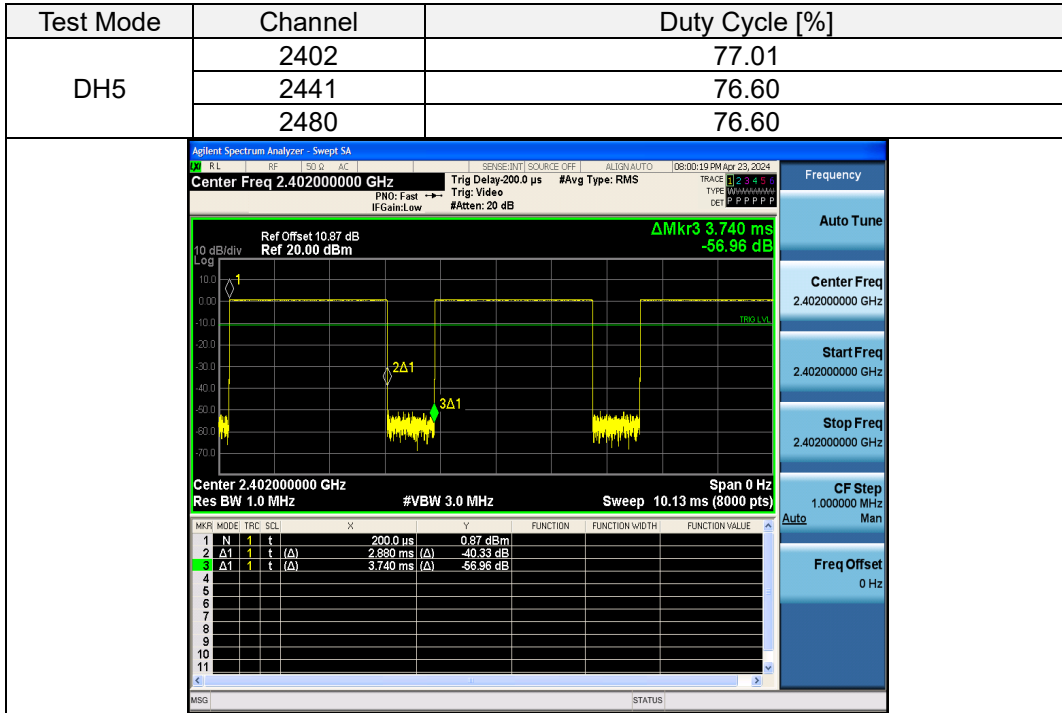 Test Mode Channel Duty Cycle [%]
DH5
2402 77.01
2441 76.60
2480 76.60
Agilent Spectrum Analyzer - Swept SA
RL RF 50 Ω AC SENSE:INT SOURCE OFF ALIGNAUTO 08:00:19 PM Apr 23, 2024
Center Freq 2.402000000 GHz
PNO: Fast
IFGain:Low
Trig Delay-200.0 µs #Avg Type: RMS
Trig: Video
#Atten: 20 dB
TRACE 1 2 3 4 5 6
TYPE
DET P P P P P P
ΔMkr3 3.740 ms
-56.96 dB
Ref Offset 10.87 dB
10 dB/div Ref 20.00 dBm
Log
10.0
0.00
-10.0
-20.0
-30.0
-40.0
-50.0
-60.0
-70.0
1
TRIG LVL
2Δ1
3Δ1
Center 2.402000000 GHz Span 0 Hz
Res BW 1.0 MHz #VBW 3.0 MHz Sweep 10.13 ms (8000 pts)
MKR MODE TRC SCL X Y FUNCTION FUNCTION WIDTH FUNCTION VALUE
1 N 1 t 200.0 µs 0.87 dBm
2 Δ1 1 t (Δ) 2.880 ms (Δ) -40.33 dB
3 Δ1 1 t (Δ) 3.740 ms (Δ) -56.96 dB
4
5
6
7
8
9
10
11
MSG STATUS
Frequency
Auto Tune
Center Freq
2.402000000 GHz
Start Freq
2.402000000 GHz
Stop Freq
2.402000000 GHz
CF Step
1.000000 MHz
Auto Man
Freq Offset
0 Hz